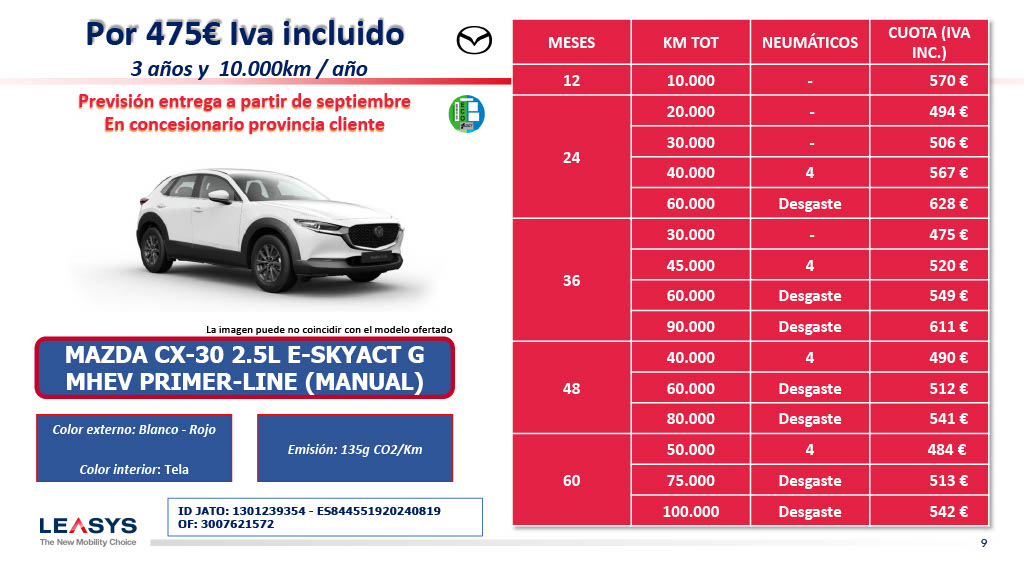 Por 475€ Iva incluido
3 años y 10.000km / año
Previsión entrega a partir de septiembre
En concesionario provincia cliente
La imagen puede no coincidir con el modelo ofertado
MAZDA CX-30 2.5L E-SKYACT G
MHEV PRIMER-LINE (MANUAL)
Color externo: Blanco - Rojo
Color interior: Tela
Emisión: 135g CO2/Km
ID JATO: 1301239354 - ES844551920240819
OF: 3007621572
LEASYS
The New Mobility Choice
MESES KM TOT NEUMÁTICOS CUOTA (IVA INC.)
12 10.000 - 570 €
24 20.000 - 494 €
30.000 - 506 €
40.000 4 567 €
60.000 Desgaste 628 €
36 30.000 - 475 €
45.000 4 520 €
60.000 Desgaste 549 €
90.000 Desgaste 611 €
48 40.000 4 490 €
60.000 Desgaste 512 €
80.000 Desgaste 541 €
60 50.000 4 484 €
75.000 Desgaste 513 €
100.000 Desgaste 542 €
9